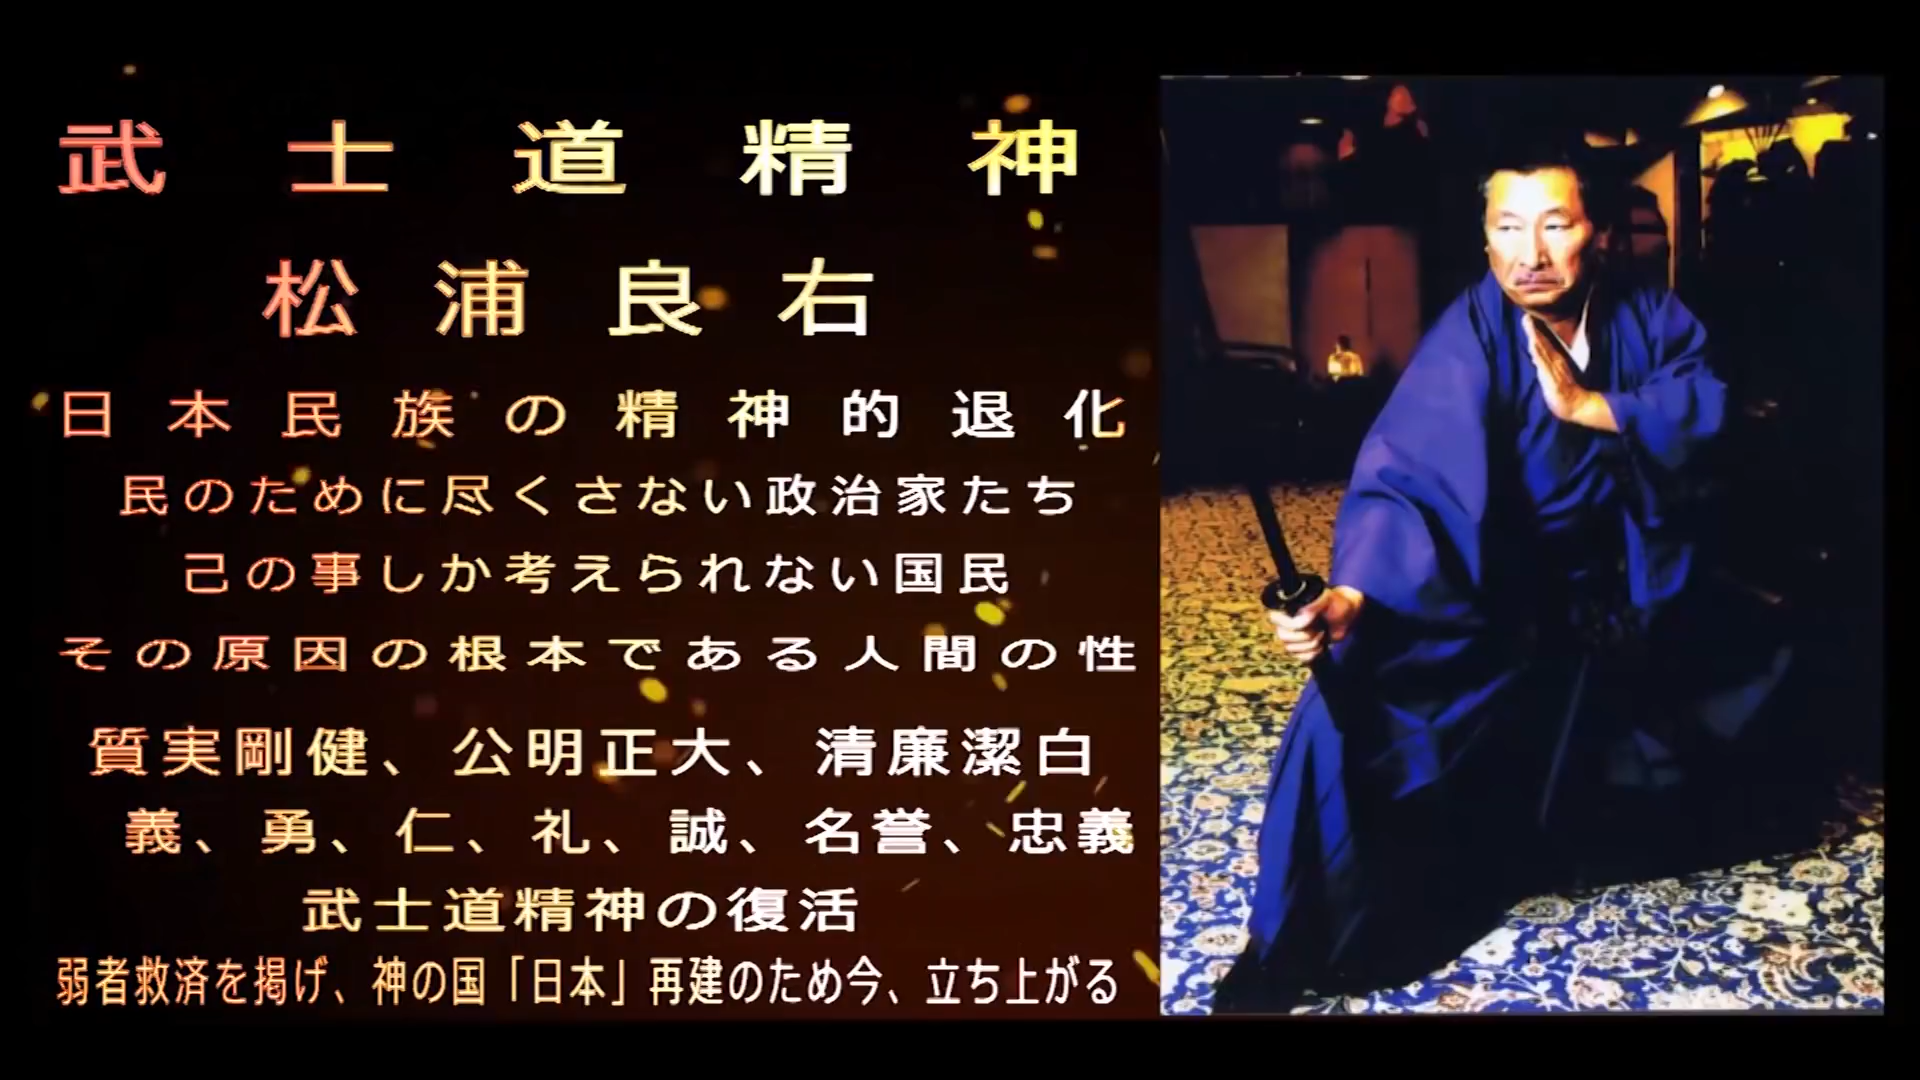 武士道精神
松浦良右
日本民族の精神的退化
民のために尽くさない政治家たち
己の事しか考えられない国民
その原因の根本である人間の性
質実剛健、公明正大、清廉潔白
義、勇、仁、礼、誠、名誉、忠義
武士道精神の復活
弱者救済を掲げ、神の国「日本」再建のため今、立ち上がる